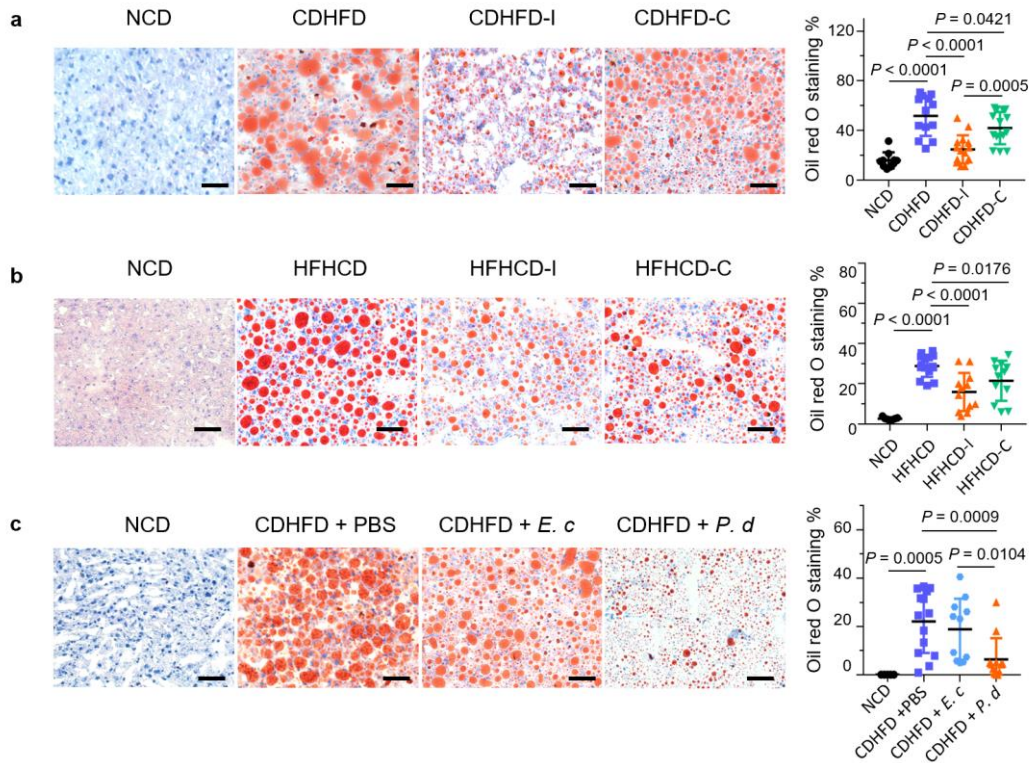 a
NCD CDHFD CDHFD-I CDHFD-C
Oil red O staining %
120
80
40
0
P = 0.0421
P < 0.0001
P < 0.0001
P = 0.0005
NCD
CDHFD
CDHFD-I
CDHFD-C
b
NCD HFHCD HFHCD-I HFHCD-C
Oil red O staining %
80
60
40
20
0
P = 0.0176
P < 0.0001
P < 0.0001
NCD
HFHCD
HFHCD-I
HFHCD-C
c
NCD CDHFD + PBS CDHFD + E. c CDHFD + P. d
Oil red O staining %
60
40
20
0
P = 0.0009
P = 0.0005
P = 0.0104
NCD
CDHFD +PBS
CDHFD + E. c
CDHFD + P. d